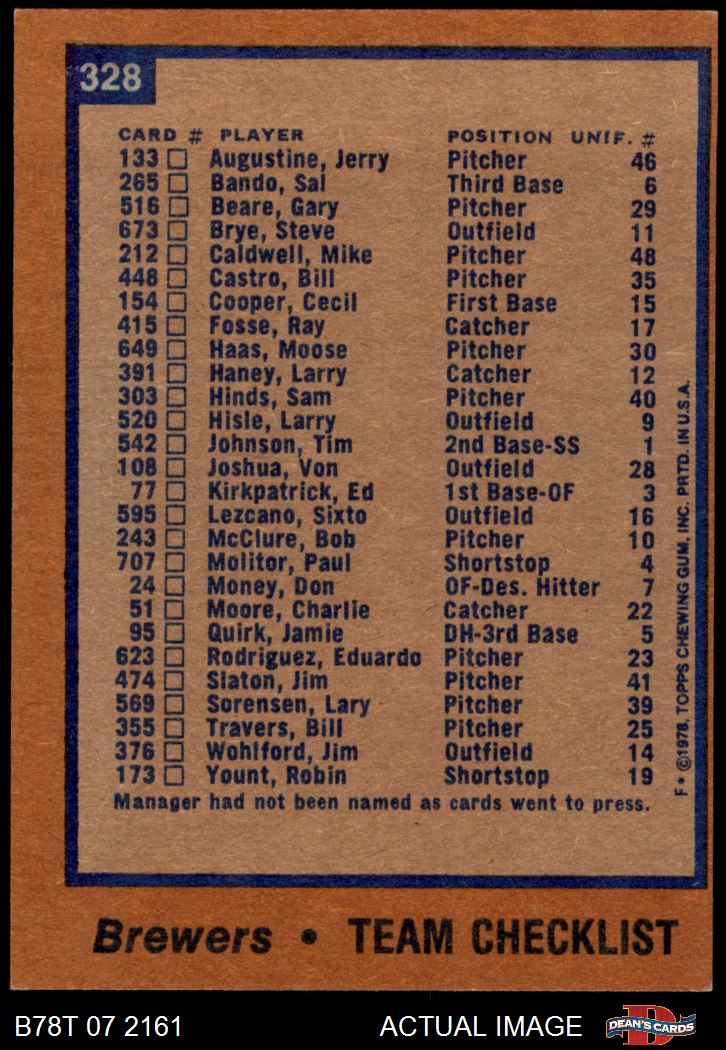 328
CARD # PLAYER POSITION UNIF. #
133 Augustine, Jerry Pitcher 46
265 Bando, Sal Third Base 6
516 Beare, Gary Pitcher 29
673 Brye, Steve Outfield 11
212 Caldwell, Mike Pitcher 48
448 Castro, Bill Pitcher 35
154 Cooper, Cecil First Base 15
415 Fosse, Ray Catcher 17
649 Haas, Moose Pitcher 30
391 Haney, Larry Catcher 12
303 Hinds, Sam Pitcher 40
520 Hisle, Larry Outfield 9
542 Johnson, Tim 2nd Base-SS 1
108 Joshua, Von Outfield 28
77 Kirkpatrick, Ed 1st Base-OF 3
595 Lezcano, Sixto Outfield 16
243 McClure, Bob Pitcher 10
707 Molitor, Paul Shortstop 4
24 Money, Don OF-Des. Hitter 7
51 Moore, Charlie Catcher 22
95 Quirk, Jamie DH-3rd Base 5
623 Rodriguez, Eduardo Pitcher 23
474 Slaton, Jim Pitcher 41
569 Sorensen, Lary Pitcher 39
355 Travers, Bill Pitcher 25
376 Wohlford, Jim Outfield 14
173 Yount, Robin Shortstop 19
Manager had not been named as cards went to press.
F* ©1978, TOPPS CHEWING GUM, INC. PRTD. IN U.S.A.
Brewers • TEAM CHECKLIST
B78T 07 2161 ACTUAL IMAGE DEAN'S CARDS